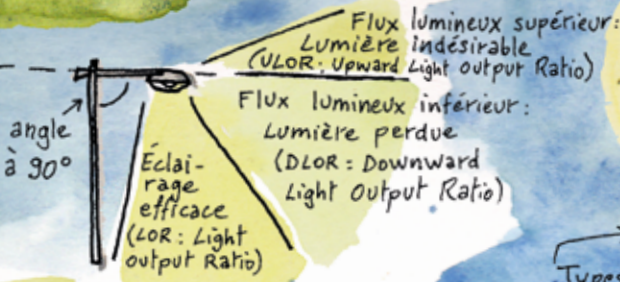 Flux lumineux supérieur:
Lumière indésirable
(ULOR: Upward Light output Ratio)
Flux lumineux inférieur:
Lumière perdue
(DLOR: Downward
Light Output Ratio)
angle
à 90°
Éclai-
rage
efficace
(LOR: Light
output Ratio)
Types